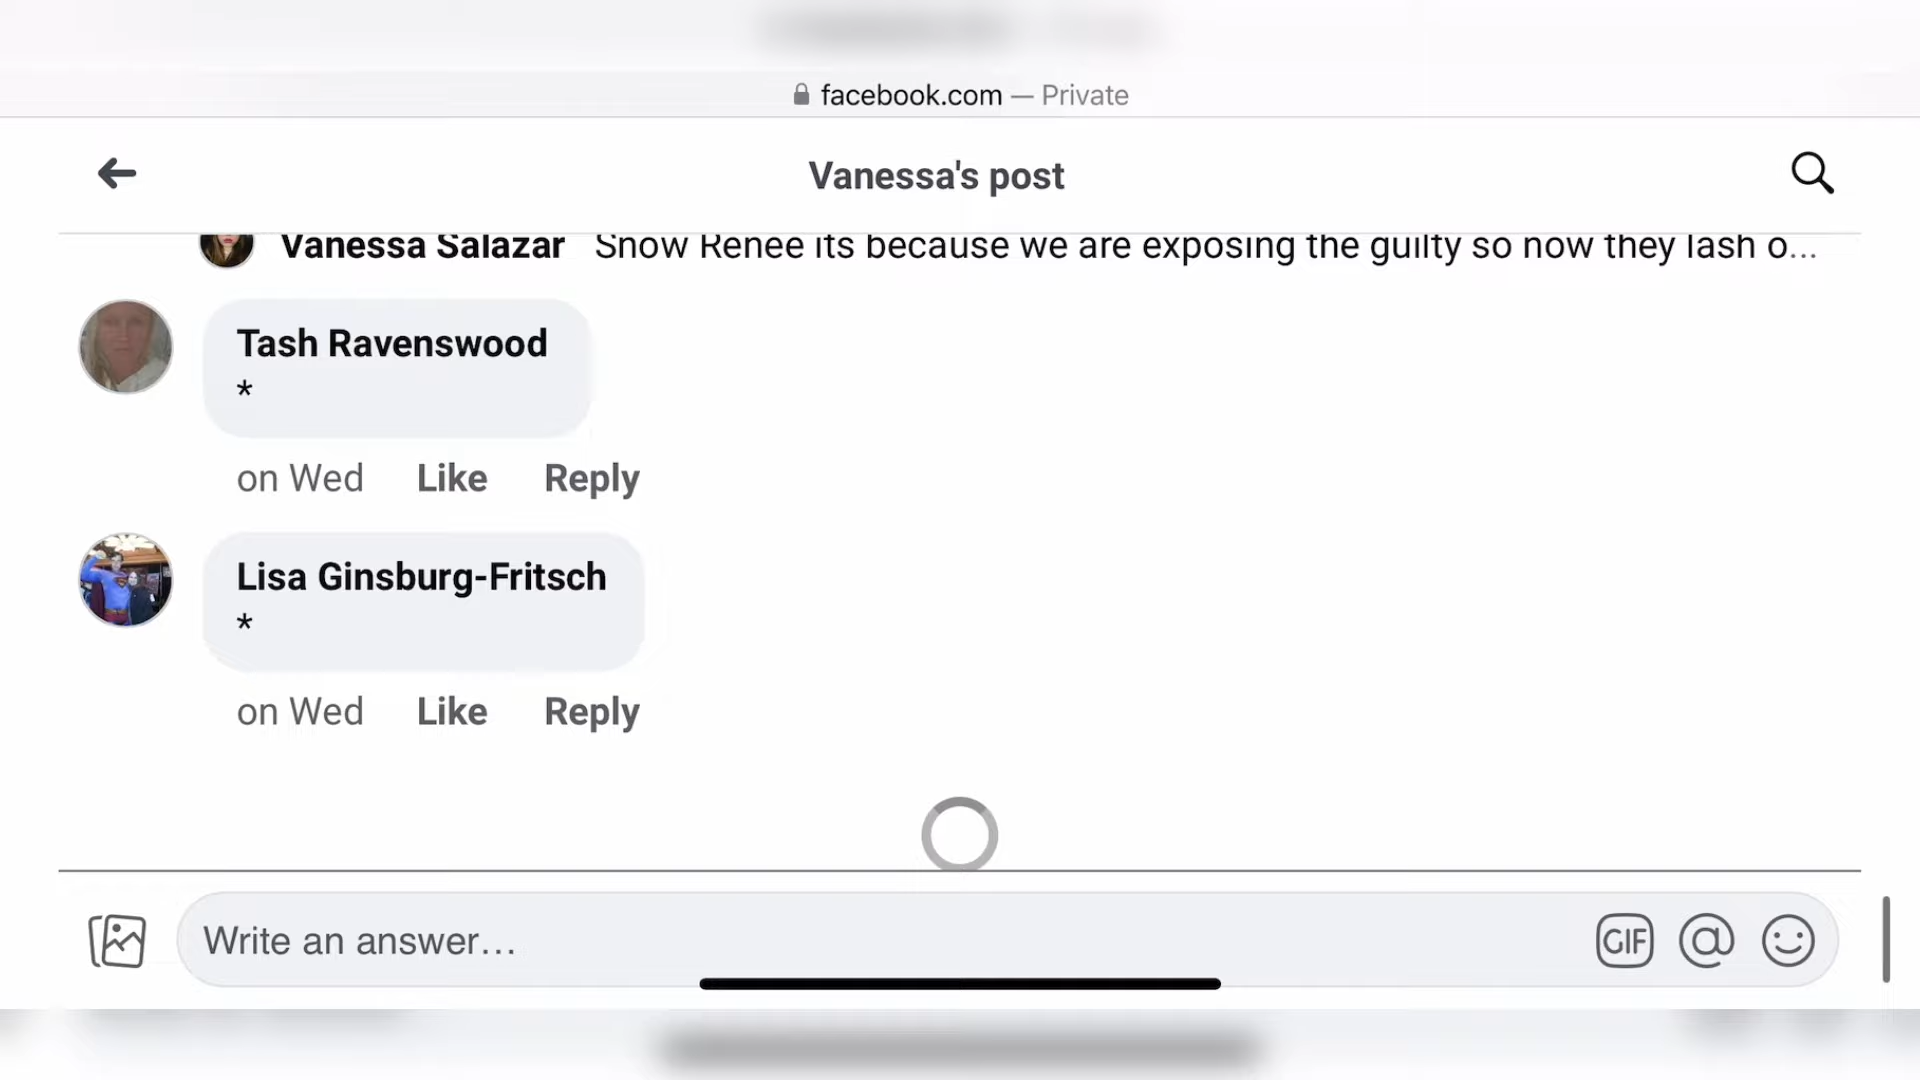 facebook.com — Private
Vanessa's post
Vanessa Salazar Snow Renee its because we are exposing the guilty so now they lash o...
Tash Ravenswood
*
on Wed Like Reply
Lisa Ginsburg-Fritsch
*
on Wed Like Reply
Write an answer... GIF @